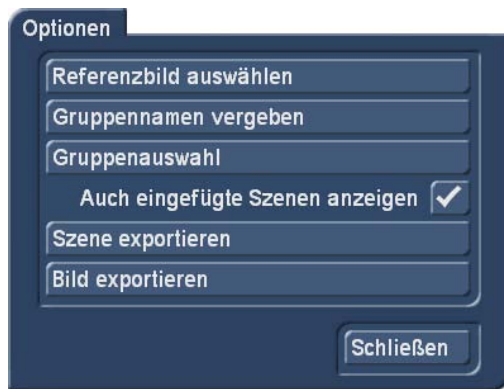 Optionen
Referenzbild auswählen
Gruppennamen vergeben
Gruppenauswahl
Auch eingefügte Szenen anzeigen
Szene exportieren
Bild exportieren
Schließen